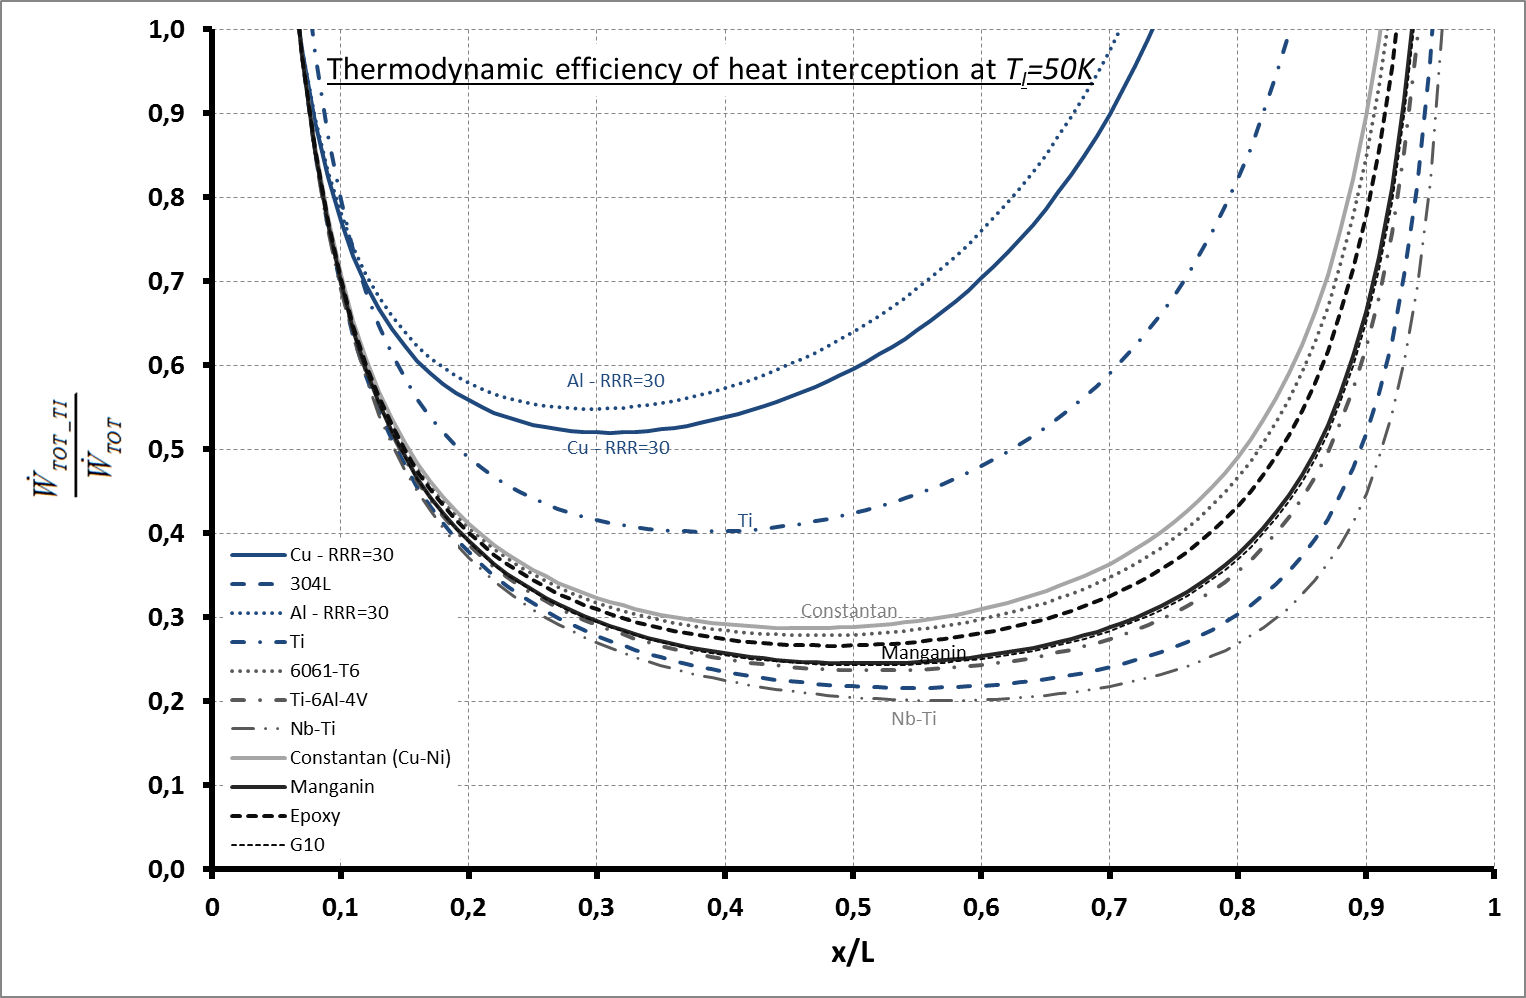 Thermodynamic efficiency of heat interception at T_I=50K
1,0
0,9
0,8
0,7
0,6
0,5
0,4
0,3
0,2
0,1
0,0
Ẇ_TOT_TI
Ẇ_TOT
Al - RRR=30
Cu - RRR=30
Ti
Constantan
Manganin
Nb-Ti
Cu - RRR=30
304L
Al - RRR=30
Ti
6061-T6
Ti-6Al-4V
Nb-Ti
Constantan (Cu-Ni)
Manganin
Epoxy
G10
0 0,1 0,2 0,3 0,4 0,5 0,6 0,7 0,8 0,9 1
x/L